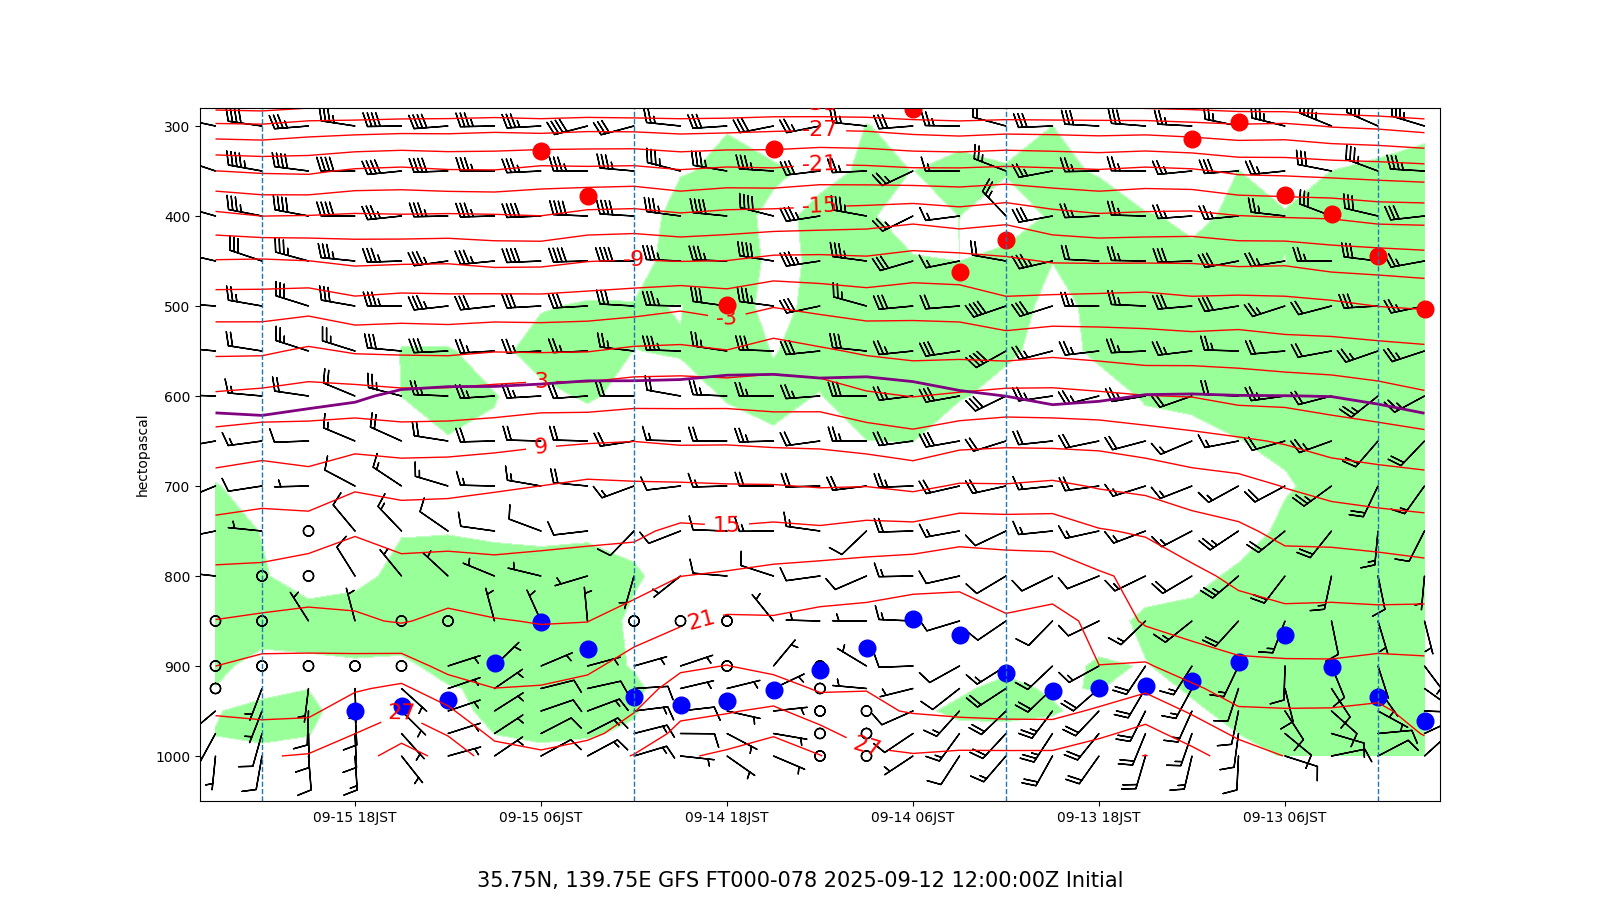 300
400
500
600
700
800
900
1000
hectopascal
-27
-21
-15
-9
-3
3
9
15
21
27
27
09-15 18JST
09-15 06JST
09-14 18JST
09-14 06JST
09-13 18JST
09-13 06JST
35.75N, 139.75E GFS FT000-078 2025-09-12 12:00:00Z Initial